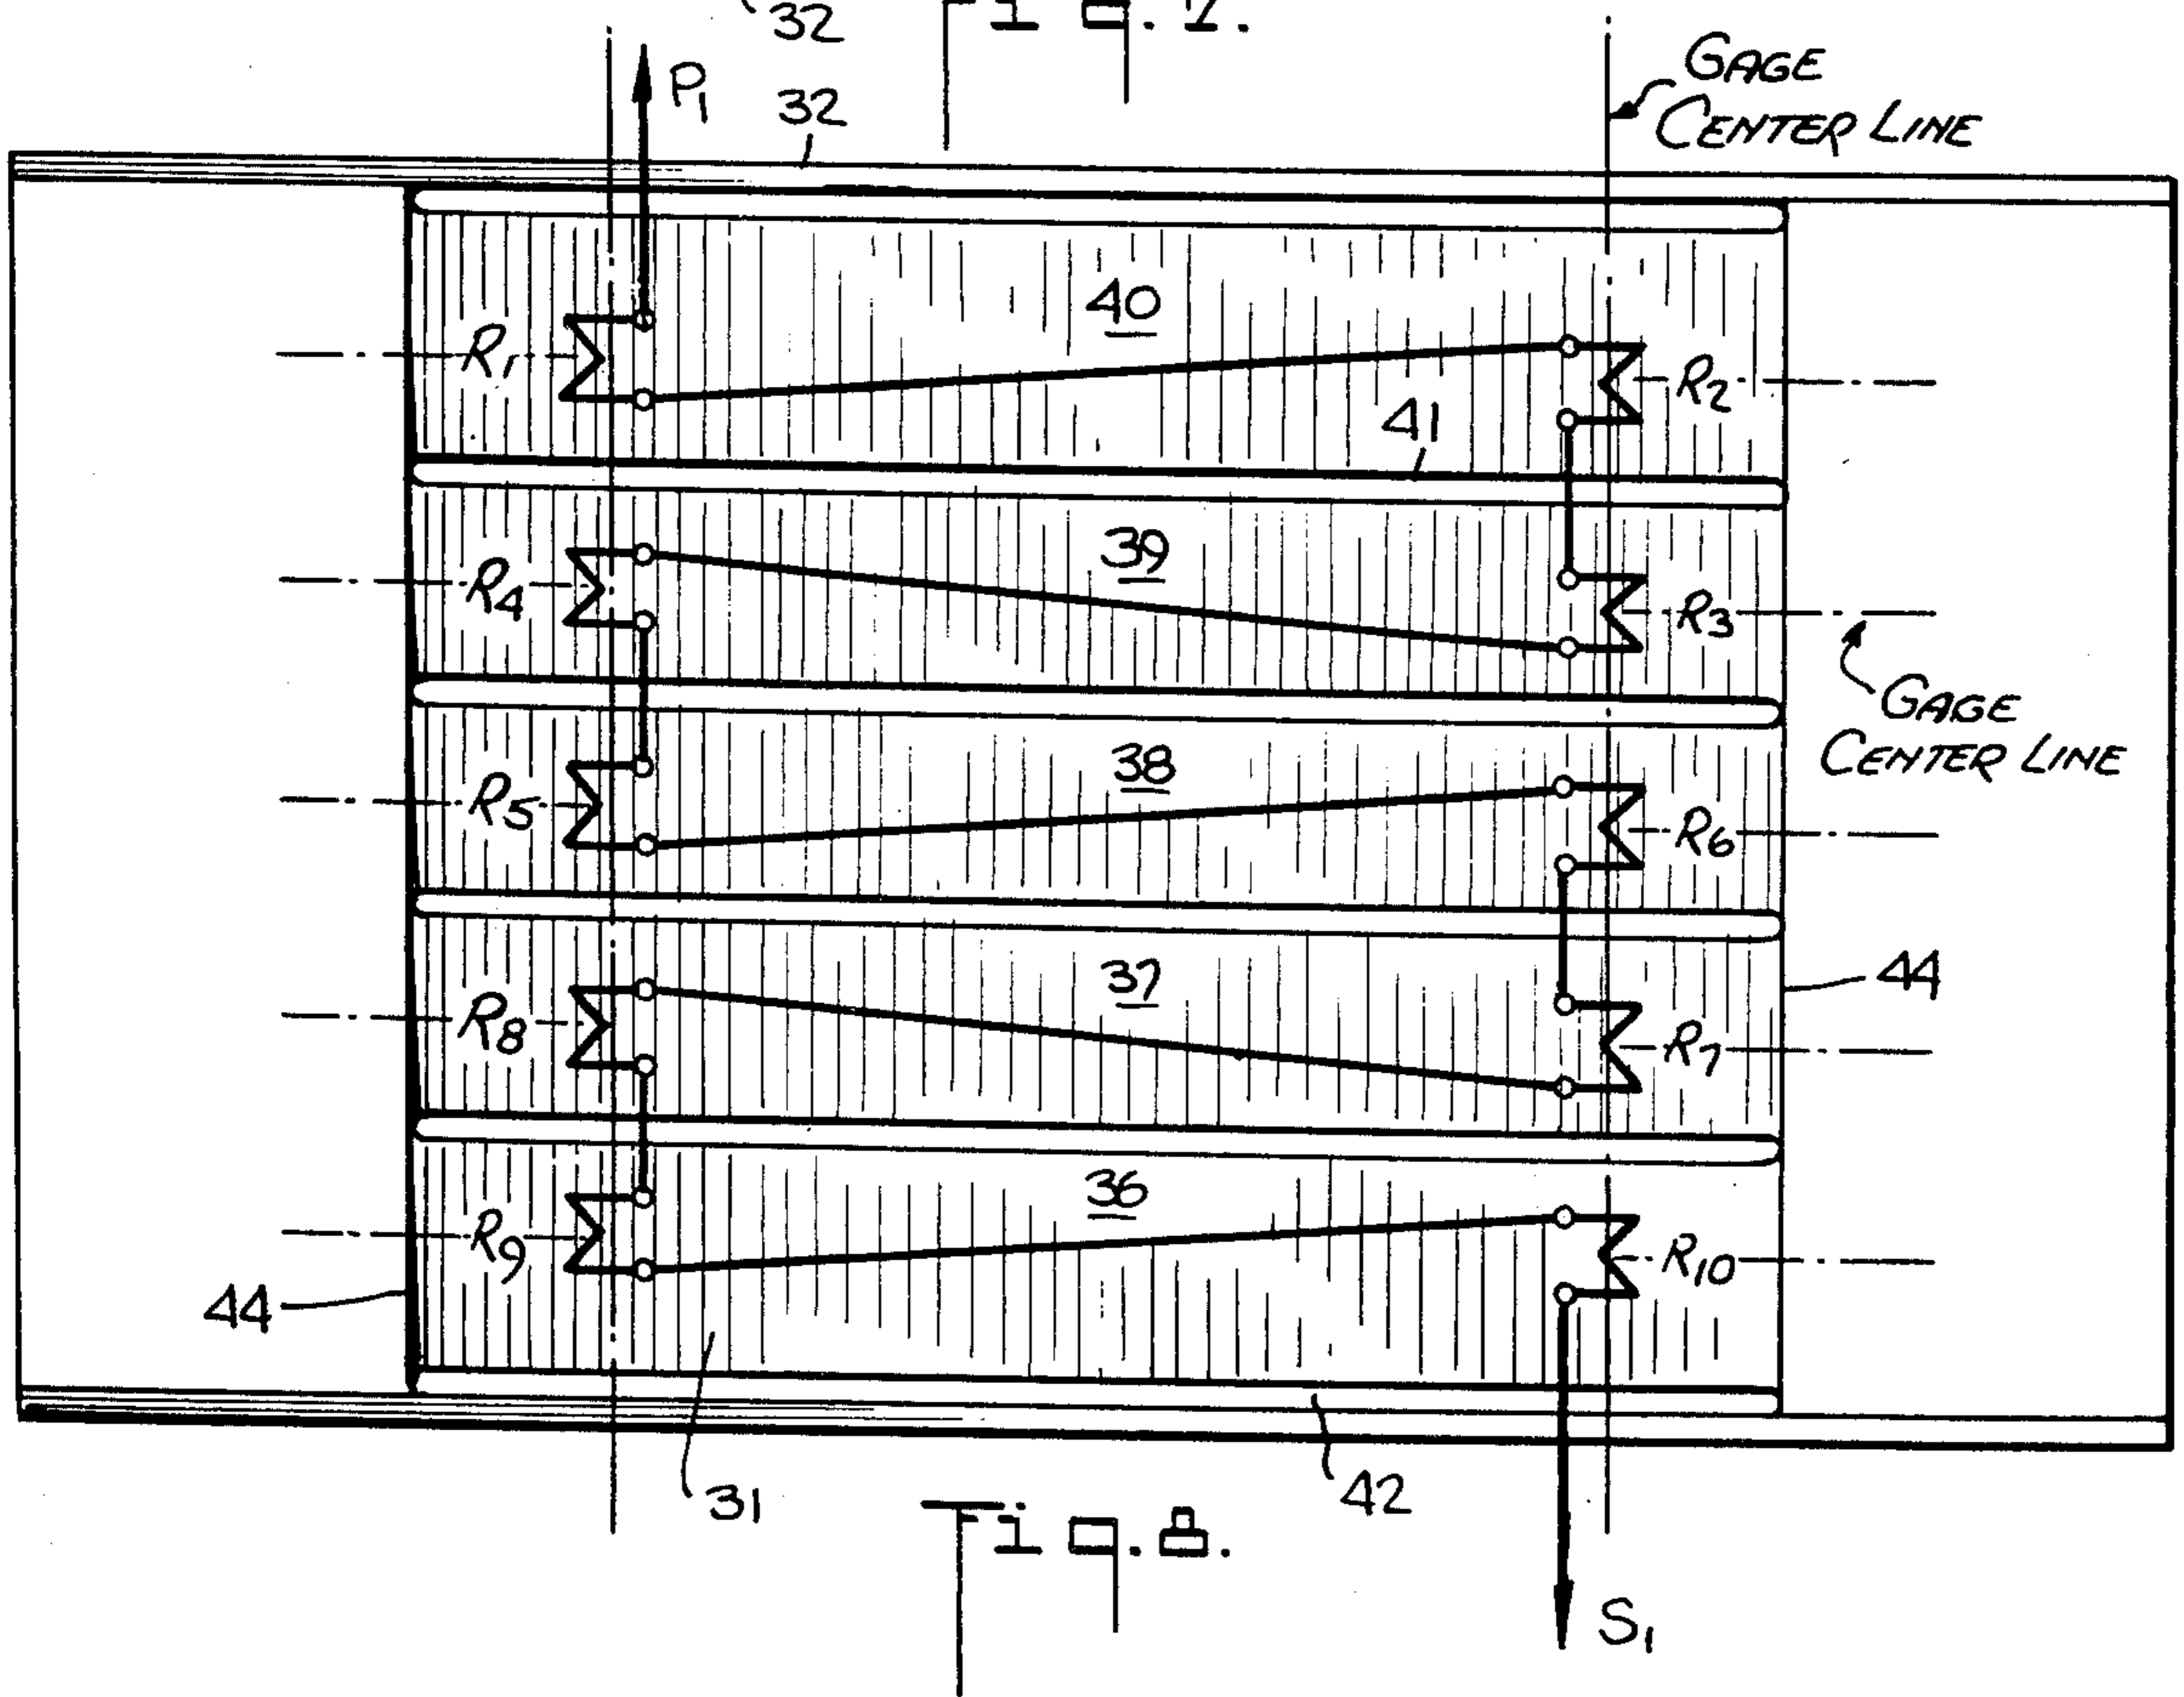 32
Fig. 7.
P1
32
GAGE
CENTER LINE
40
R1
R2
41
39
R4
R3
GAGE
CENTER LINE
38
R5
R6
37
44
R8
R7
36
R9
R10
44
31
42
Fig. 8.
S1